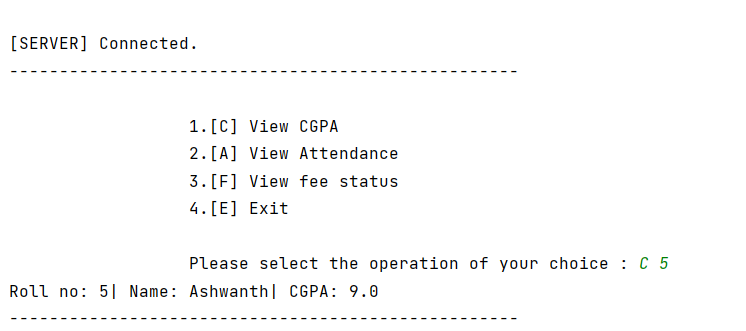 [SERVER] Connected.
---------------------------------------------------
1.[C] View CGPA
2.[A] View Attendance
3.[F] View fee status
4.[E] Exit
Please select the operation of your choice : C 5
Roll no: 5| Name: Ashwanth| CGPA: 9.0
---------------------------------------------------